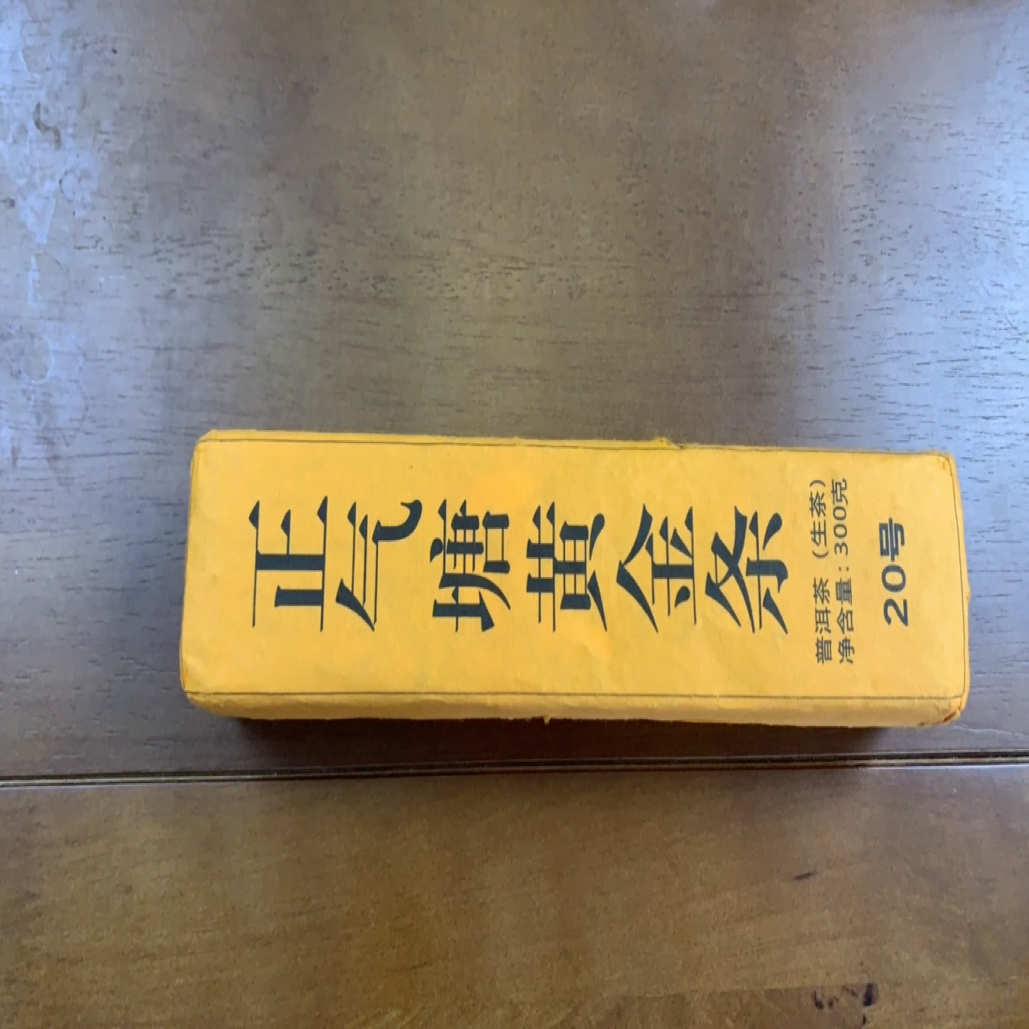 正气塘黄金条
普洱茶（生茶）
净含量：300克
20号